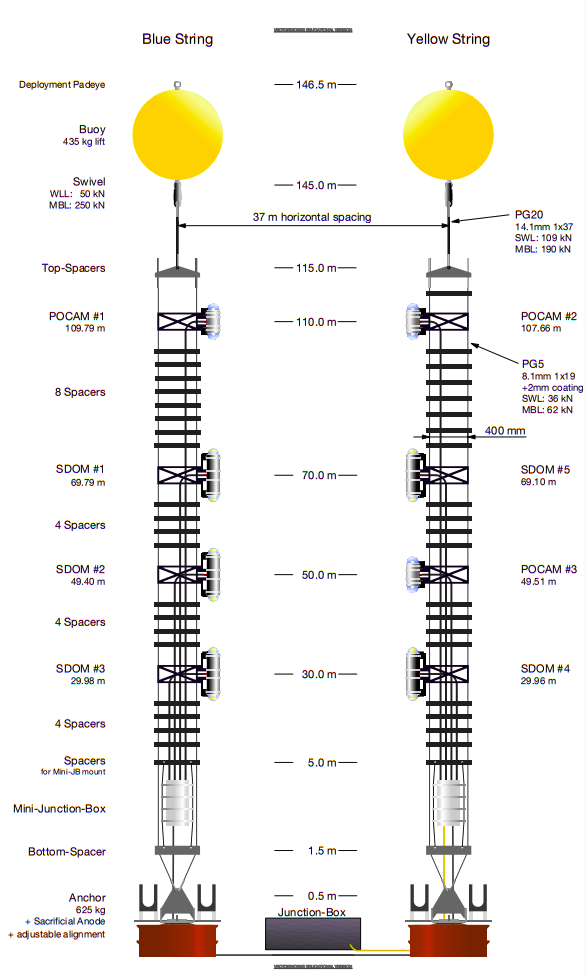 Blue String
VECTORWORKS EDUCATIONAL VERSION
Yellow String
Deployment Padeye
146.5 m
Buoy
435 kg lift
Swivel
WLL: 50 kN
MBL: 250 kN
145.0 m
37 m horizontal spacing
PG20
14.1mm 1x37
SWL: 109 kN
MBL: 190 kN
Top-Spacers
115.0 m
POCAM #1
109.79 m
110.0 m
POCAM #2
107.66 m
PG5
8.1mm 1x19
+2mm coating
SWL: 36 kN
MBL: 62 kN
8 Spacers
400 mm
SDOM #1
69.79 m
70.0 m
SDOM #5
69.10 m
4 Spacers
SDOM #2
49.40 m
50.0 m
POCAM #3
49.51 m
4 Spacers
SDOM #3
29.98 m
30.0 m
SDOM #4
29.96 m
4 Spacers
Spacers
for Mini-JB mount
5.0 m
Mini-Junction-Box
Bottom-Spacer
1.5 m
Anchor
625 kg
+ Sacrificial Anode
+ adjustable alignment
0.5 m
Junction-Box
VECTORWORKS EDUCATIONAL VERSION